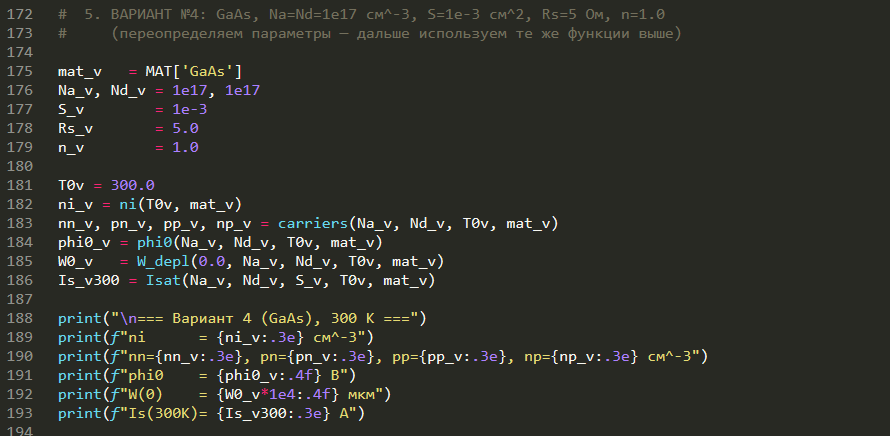 172 #  5. ВАРИАНТ №4: GaAs, Na=Nd=1e17 см^-3, S=1e-3 см^2, Rs=5 Ом, n=1.0
173 #     (переопределяем параметры — дальше используем те же функции выше)
174
175 mat_v   = MAT['GaAs']
176 Na_v, Nd_v = 1e17, 1e17
177 S_v        = 1e-3
178 Rs_v       = 5.0
179 n_v        = 1.0
180
181 T0v = 300.0
182 ni_v = ni(T0v, mat_v)
183 nn_v, pn_v, pp_v, np_v = carriers(Na_v, Nd_v, T0v, mat_v)
184 phi0_v = phi0(Na_v, Nd_v, T0v, mat_v)
185 W0_v   = W_depl(0.0, Na_v, Nd_v, T0v, mat_v)
186 Is_v300 = Isat(Na_v, Nd_v, S_v, T0v, mat_v)
187
188 print("\n=== Вариант 4 (GaAs), 300 K ===")
189 print(f"ni      = {ni_v:.3e} см^-3")
190 print(f"nn={nn_v:.3e}, pn={pn_v:.3e}, pp={pp_v:.3e}, np={np_v:.3e} см^-3")
191 print(f"phi0    = {phi0_v:.4f} В")
192 print(f"W(0)    = {W0_v*1e4:.4f} мкм")
193 print(f"Is(300K)= {Is_v300:.3e} A")
194